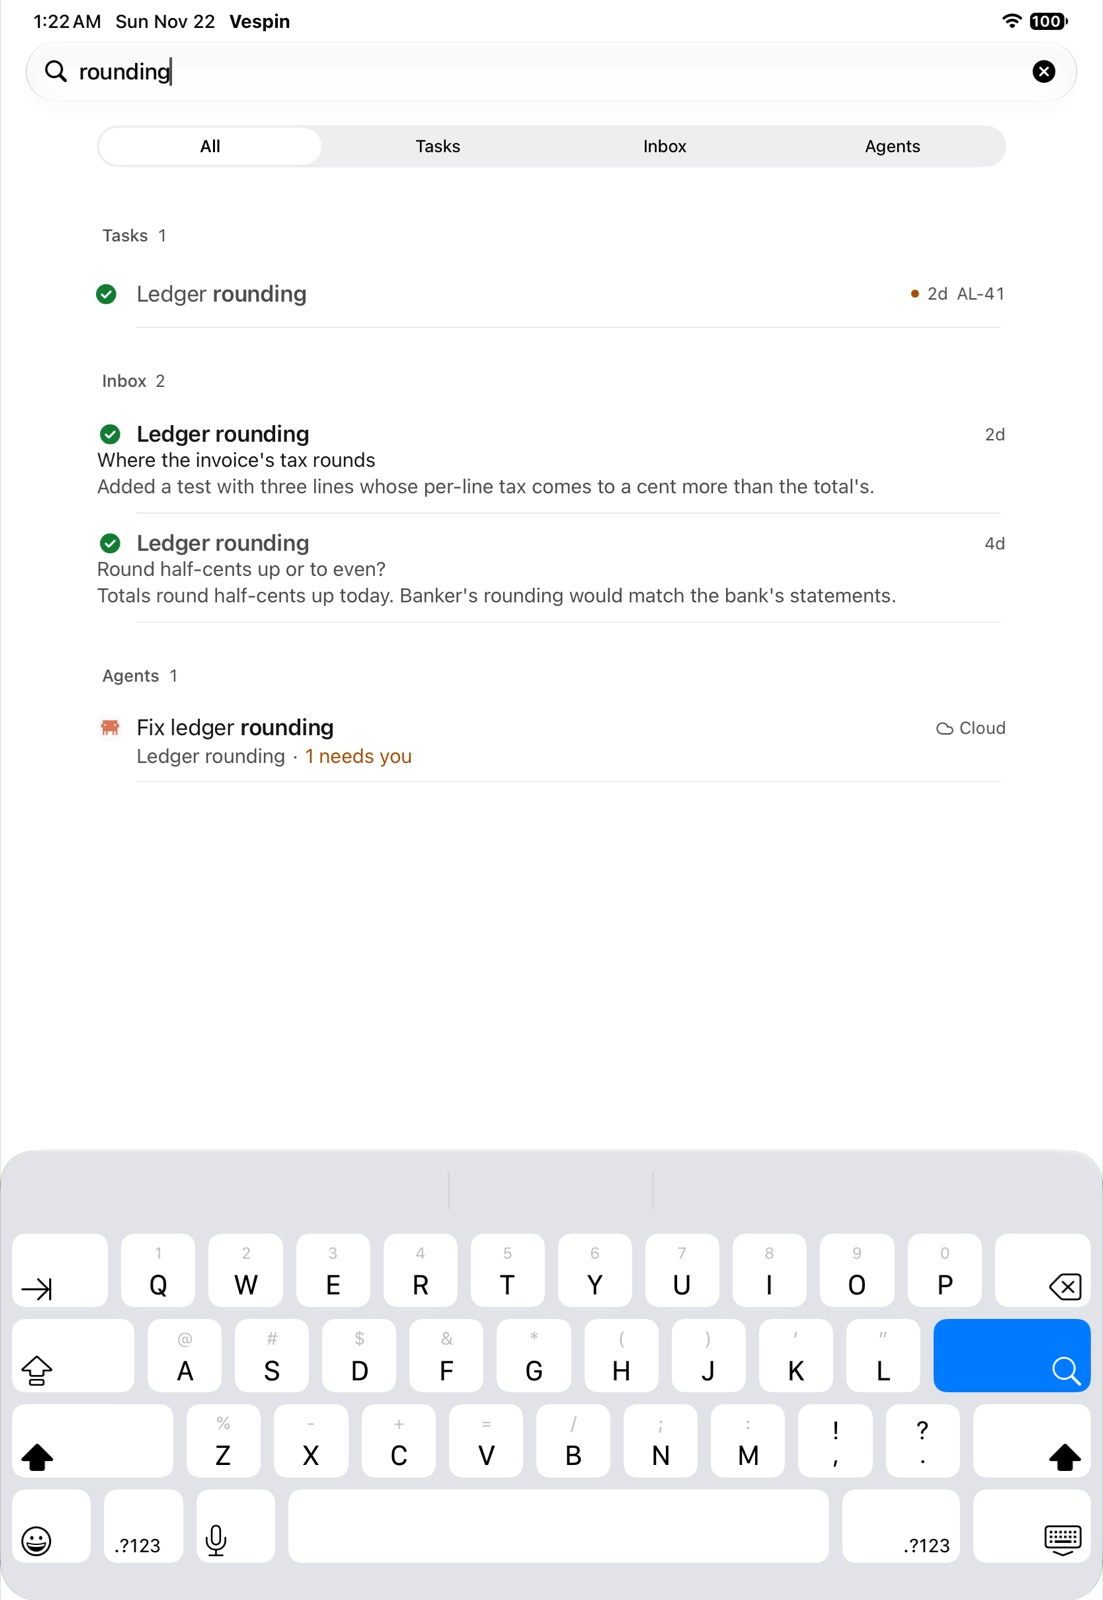 1:22 AM Sun Nov 22 Vespin 100
rounding
All Tasks Inbox Agents
Tasks 1
Ledger rounding 2d AL-41
Inbox 2
Ledger rounding 2d
Where the invoice's tax rounds
Added a test with three lines whose per-line tax comes to a cent more than the total's.
Ledger rounding 4d
Round half-cents up or to even?
Totals round half-cents up today. Banker's rounding would match the bank's statements.
Agents 1
Fix ledger rounding Cloud
Ledger rounding · 1 needs you
1 2 3 4 5 6 7 8 9 0
Q W E R T Y U I O P
@ # $ & * ( ) ' "
A S D F G H J K L
% - + = / ; : ! ?
Z X C V B N M , .
.?123 .?123